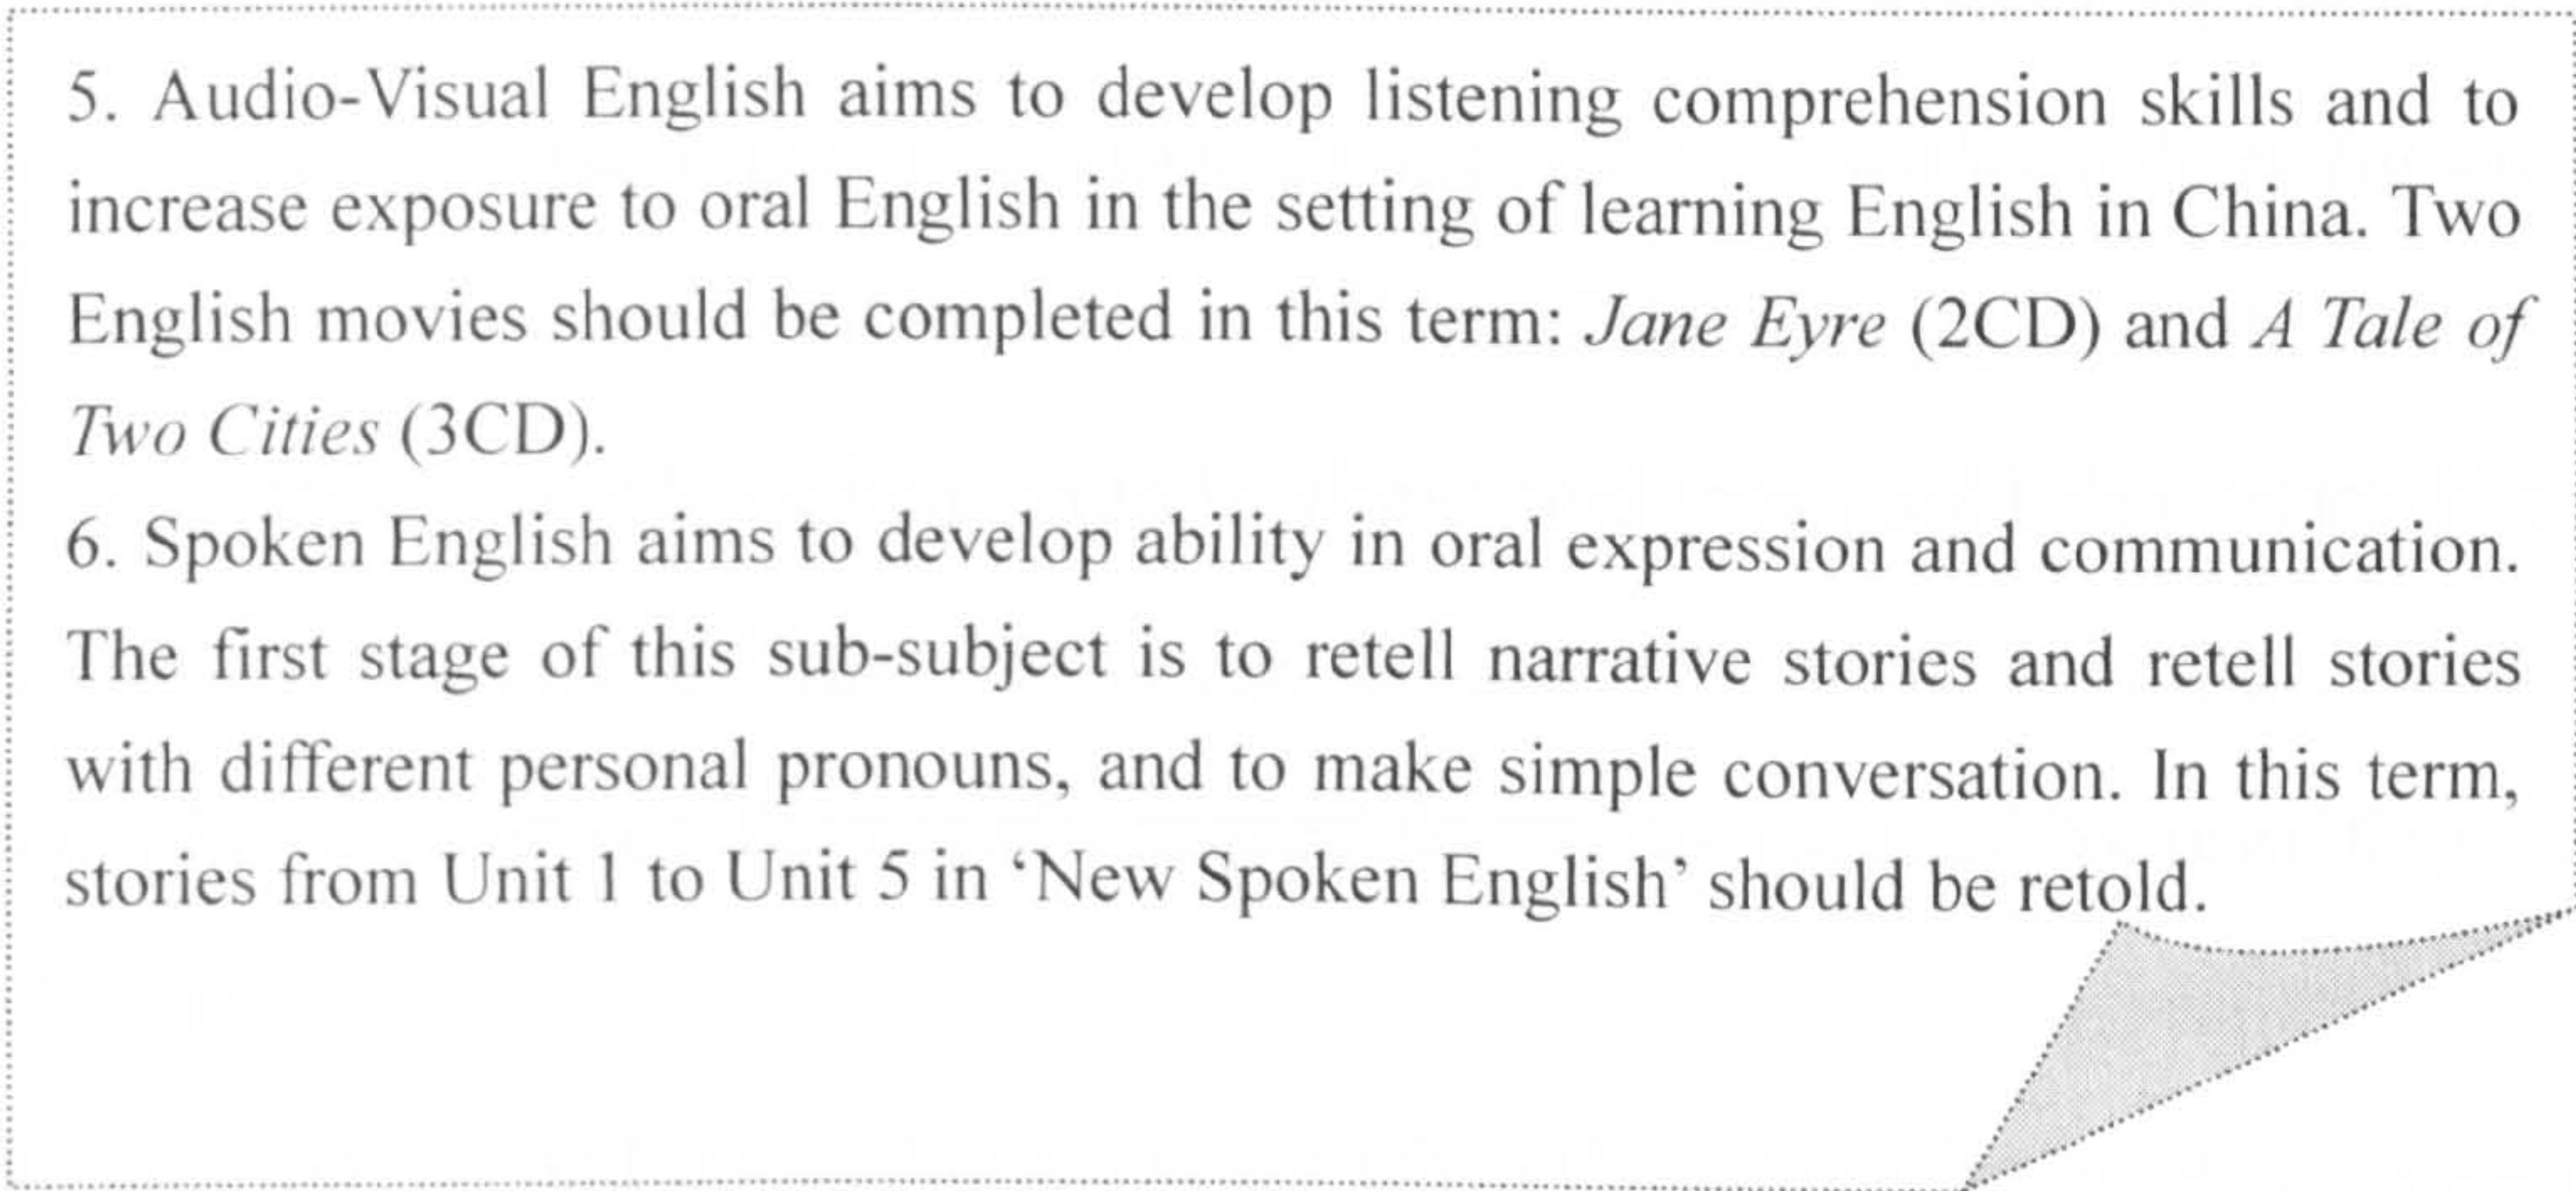 5. Audio-Visual English aims to develop listening comprehension skills and to
increase exposure to oral English in the setting of learning English in China. Two
English movies should be completed in this term: Jane Eyre (2CD) and A Tale of
Two Cities (3CD).
6. Spoken English aims to develop ability in oral expression and communication.
The first stage of this sub-subject is to retell narrative stories and retell stories
with different personal pronouns, and to make simple conversation. In this term,
stories from Unit 1 to Unit 5 in ‘New Spoken English’ should be retold.